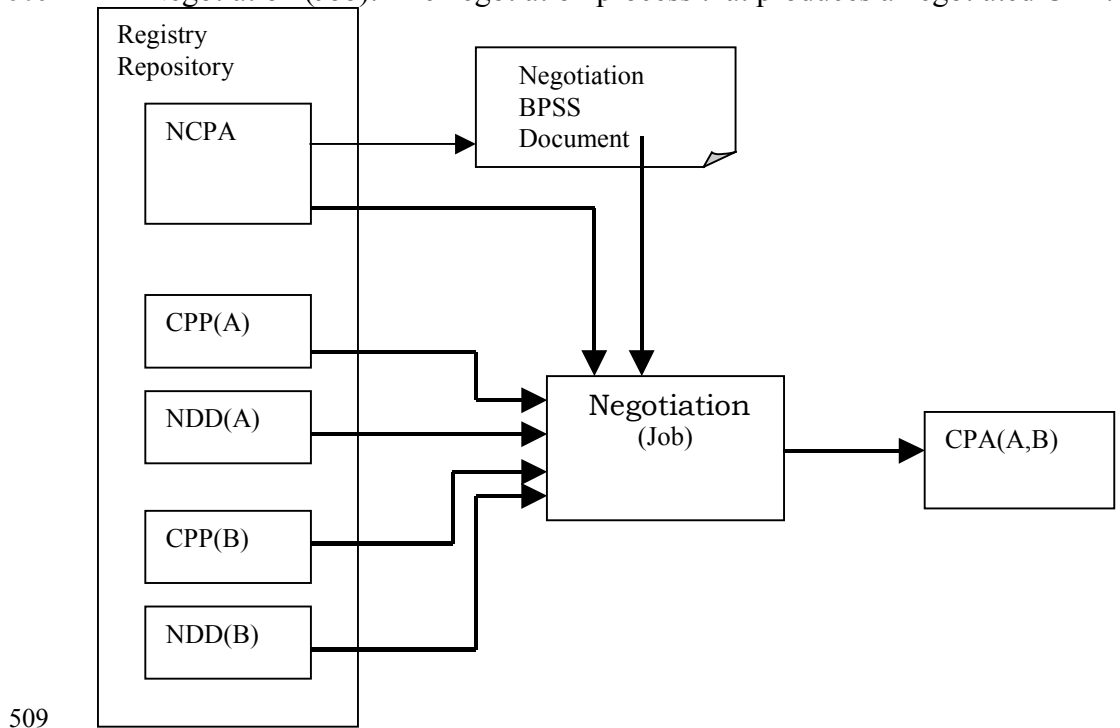 Negotiation (Job): The negotiation process that produces a negotiated
Registry
Repository
NCPA
Negotiation
BPSS
Document
CPP(A)
NDD(A)
Negotiation
(Job)
CPA(A,B)
CPP(B)
NDD(B)
509